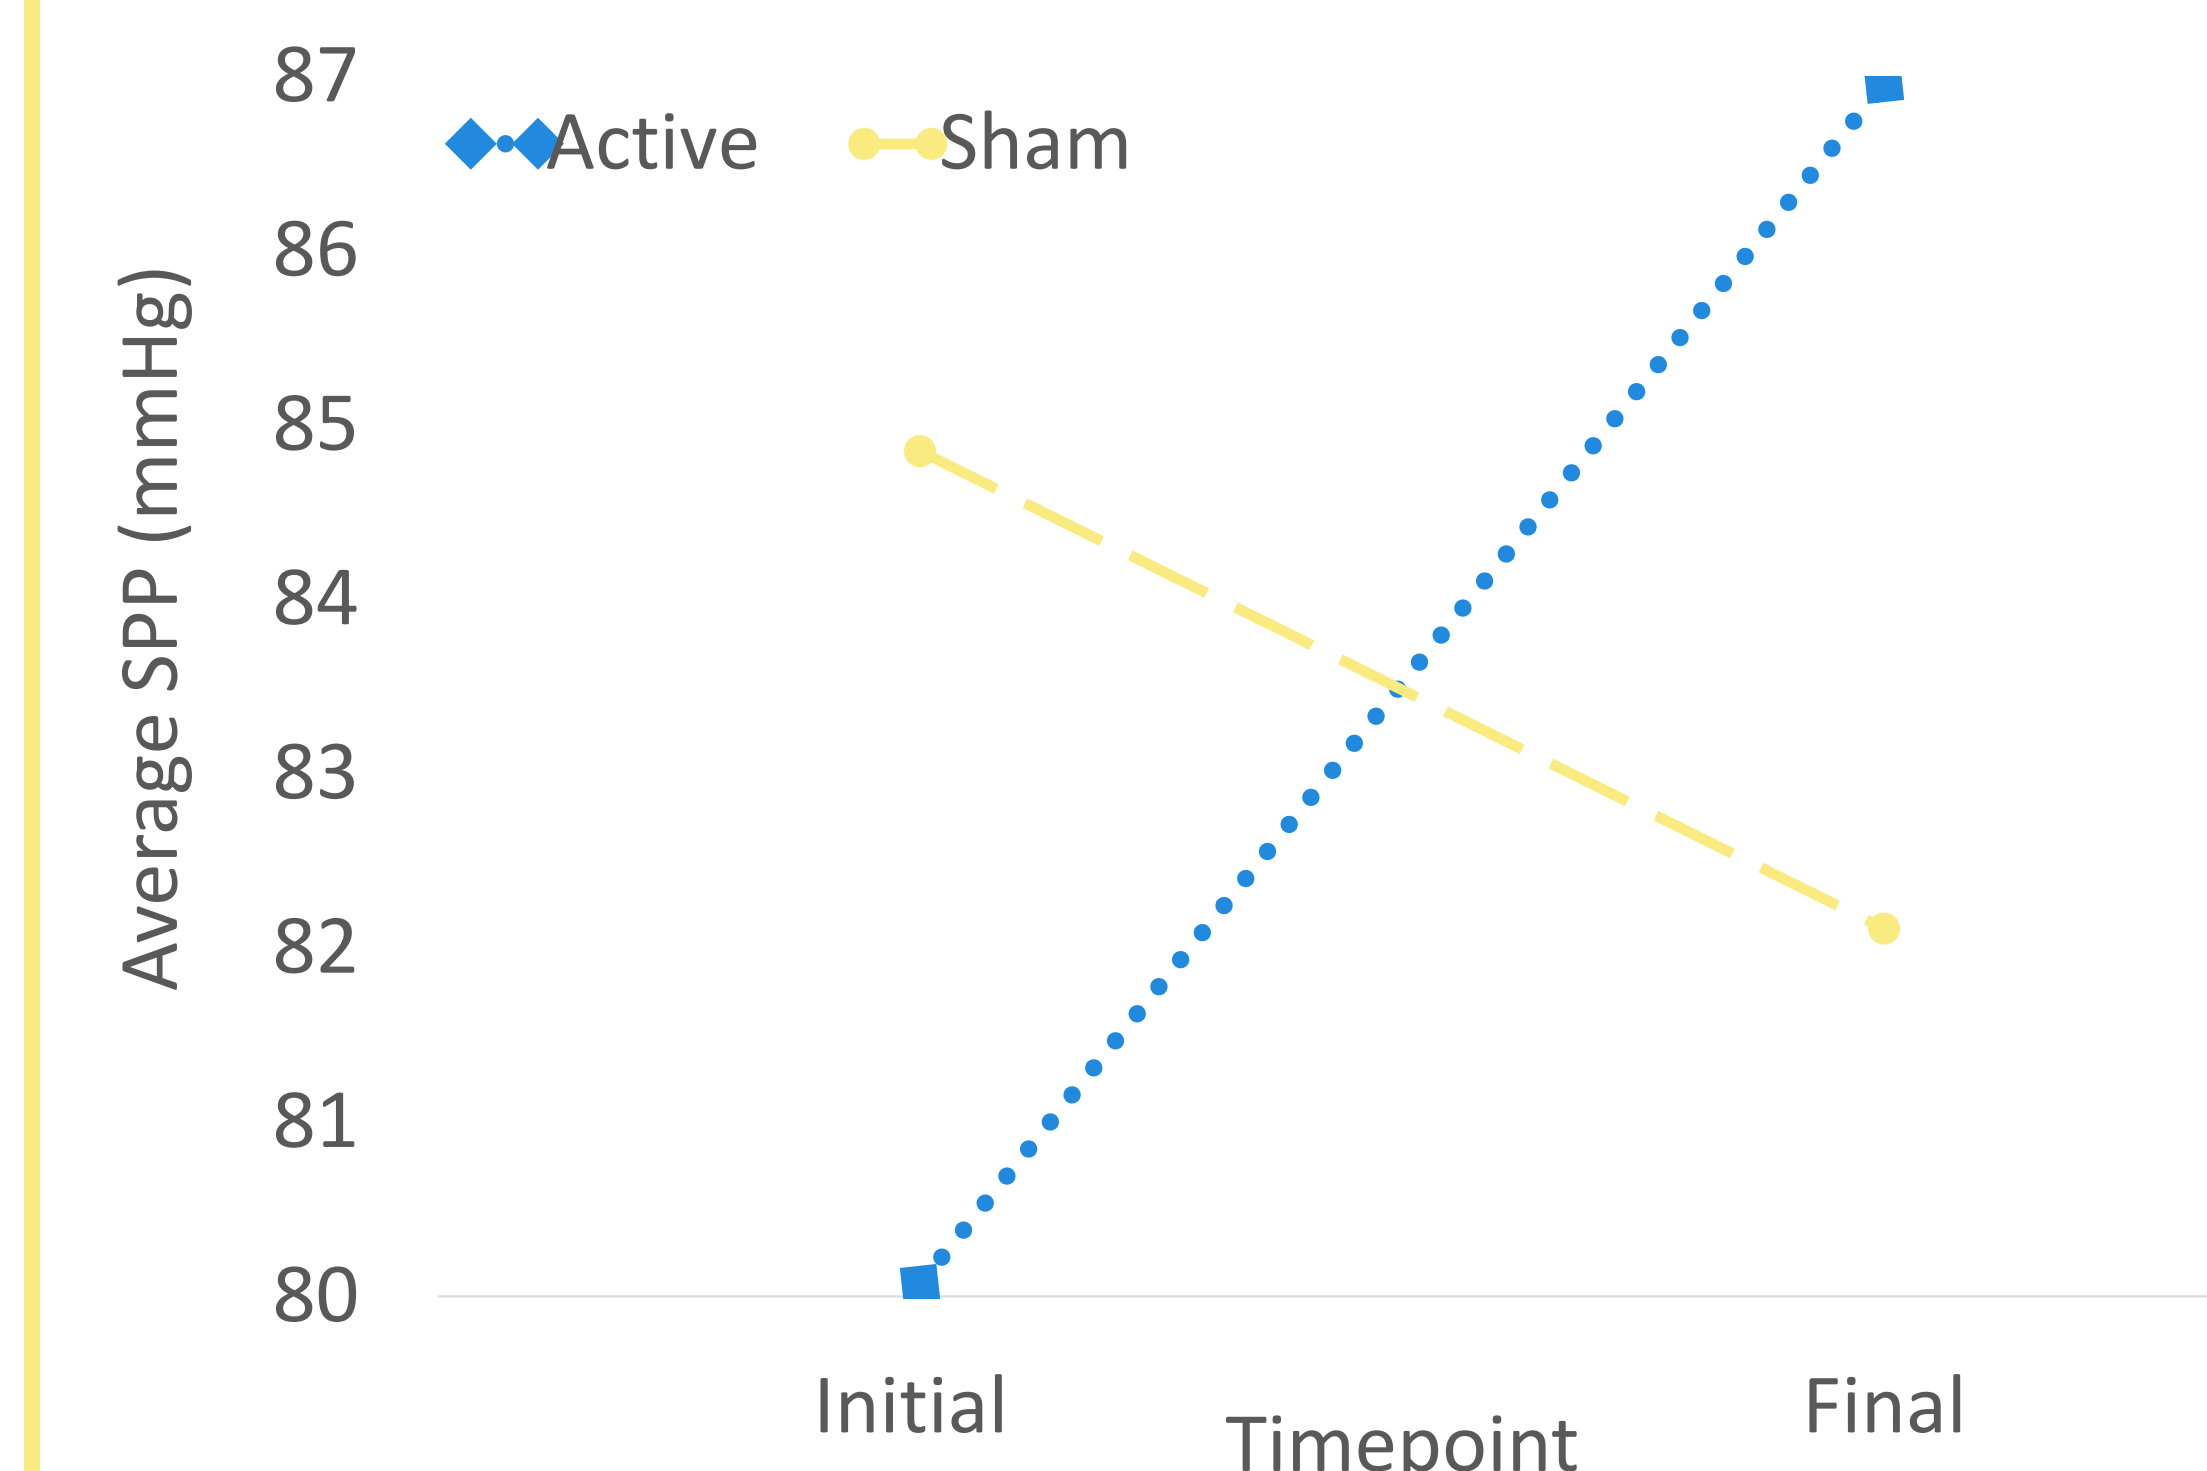 87
Active Sham
86
85
84
83
82
81
80
Average SPP (mmHg)
Initial Final
Timepoint